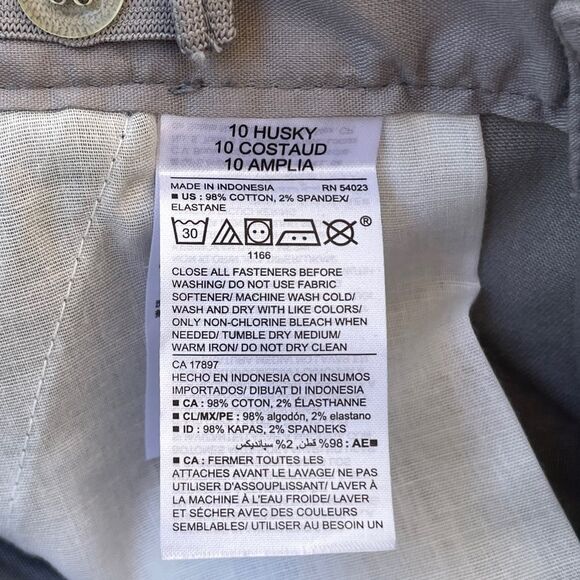 10 HUSKY
10 COSTAUD
10 AMPLIA
MADE IN INDONESIA RN 54023
■ US : 98% COTTON, 2% SPANDEX/
ELASTANE
30
®
1166
CLOSE ALL FASTENERS BEFORE
WASHING/ DO NOT USE FABRIC
SOFTENER/ MACHINE WASH COLD/
WASH AND DRY WITH LIKE COLORS/
ONLY NON-CHLORINE BLEACH WHEN
NEEDED/ TUMBLE DRY MEDIUM/
WARM IRON/ DO NOT DRY CLEAN
CA 17897
HECHO EN INDONESIA CON INSUMOS
IMPORTADOS/ DIBUAT DI INDONESIA
■ CA : 98% COTON, 2% ÉLASTHANNE
■ CL/MX/PE : 98% algodón, 2% elastano
■ ID : 98% KAPAS, 2% SPANDEKS
■ AE: 98% قطن, 2% سباندیکس
■ CA : FERMER TOUTES LES
ATTACHES AVANT LE LAVAGE/ NE PAS
UTILISER D'ASSOUPLISSANT/ LAVER À
LA MACHINE À L'EAU FROIDE/ LAVER
ET SÉCHER AVEC DES COULEURS
SEMBLABLES/ UTILISER AU BESOIN UN